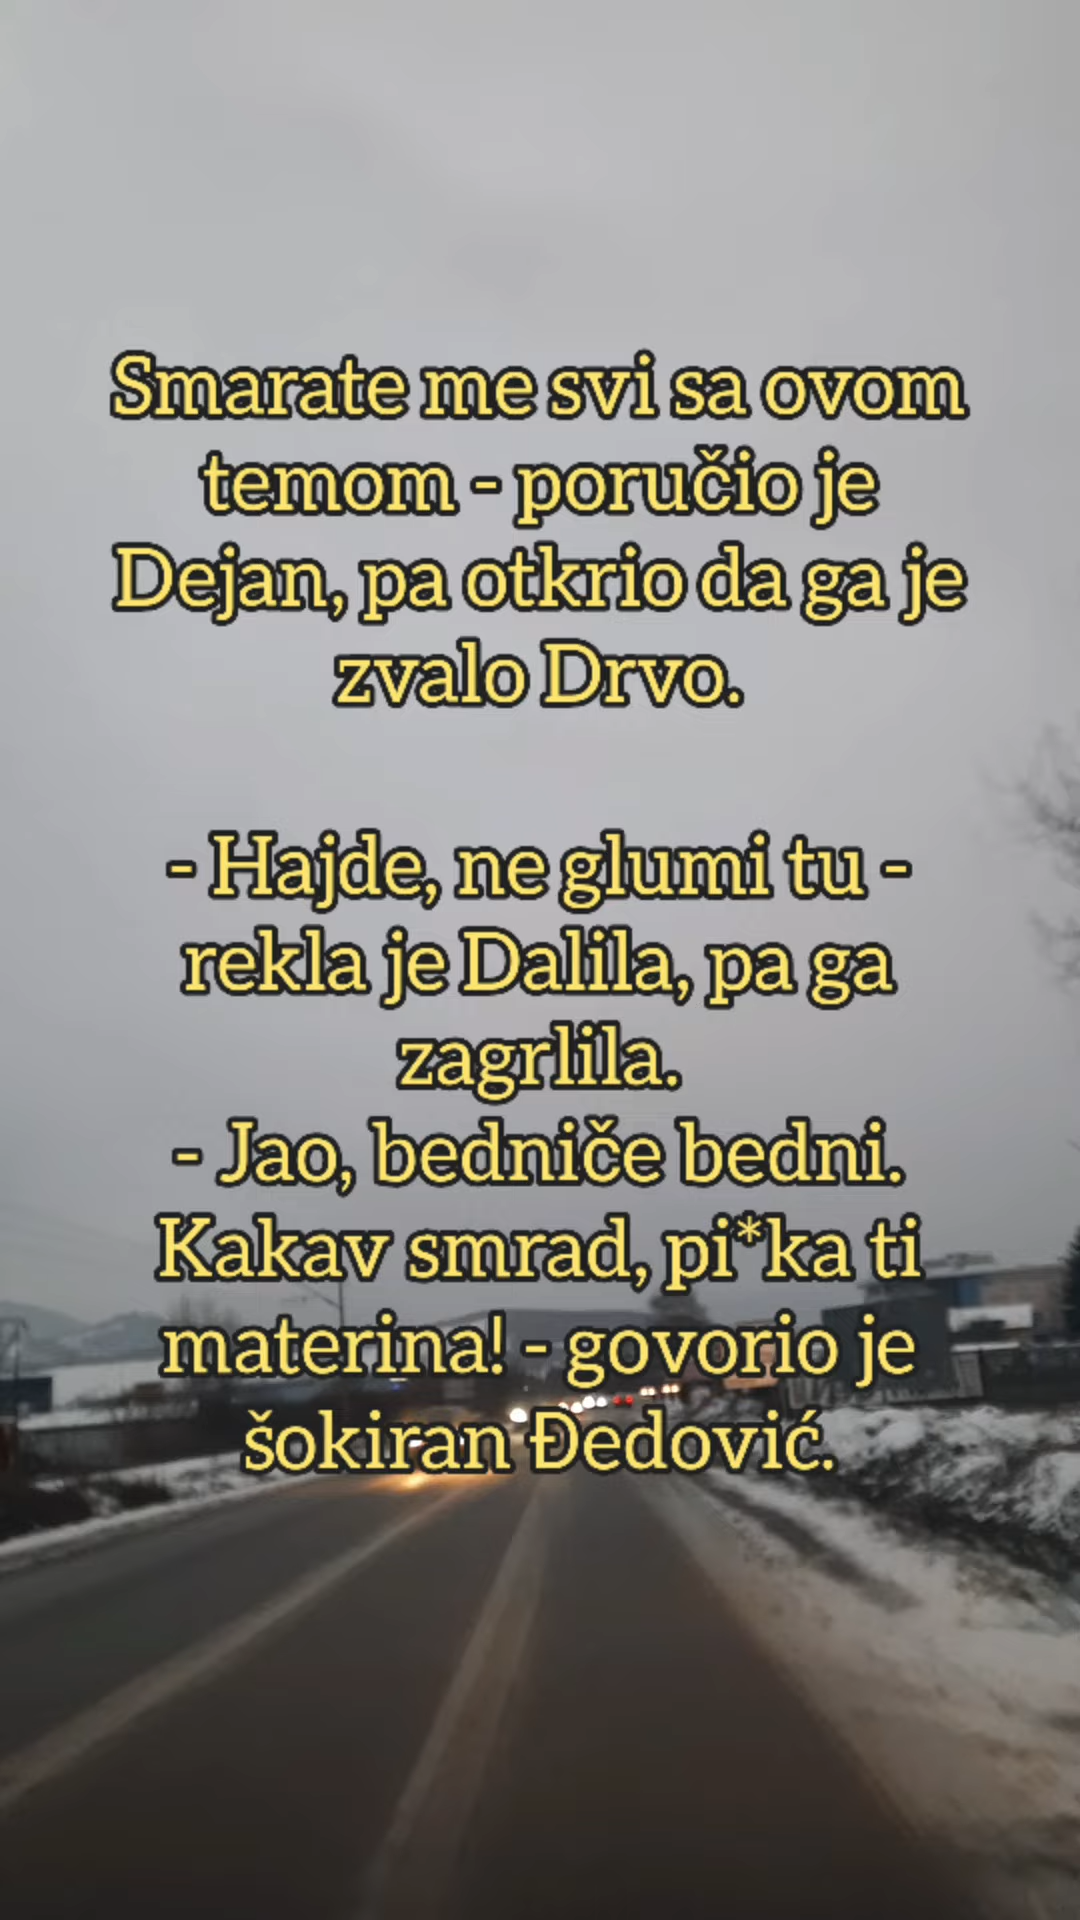 Smarate me svi sa ovom
temom - poručio je
Dejan, pa otkrio da ga je
zvalo Drvo.
- Hajde, ne glumi tu -
rekla je Dalila, pa ga
zagrlila.
- Jao, bedniče bedni.
Kakav smrad, pi*ka ti
materina! - govorio je
šokiran Đedović.